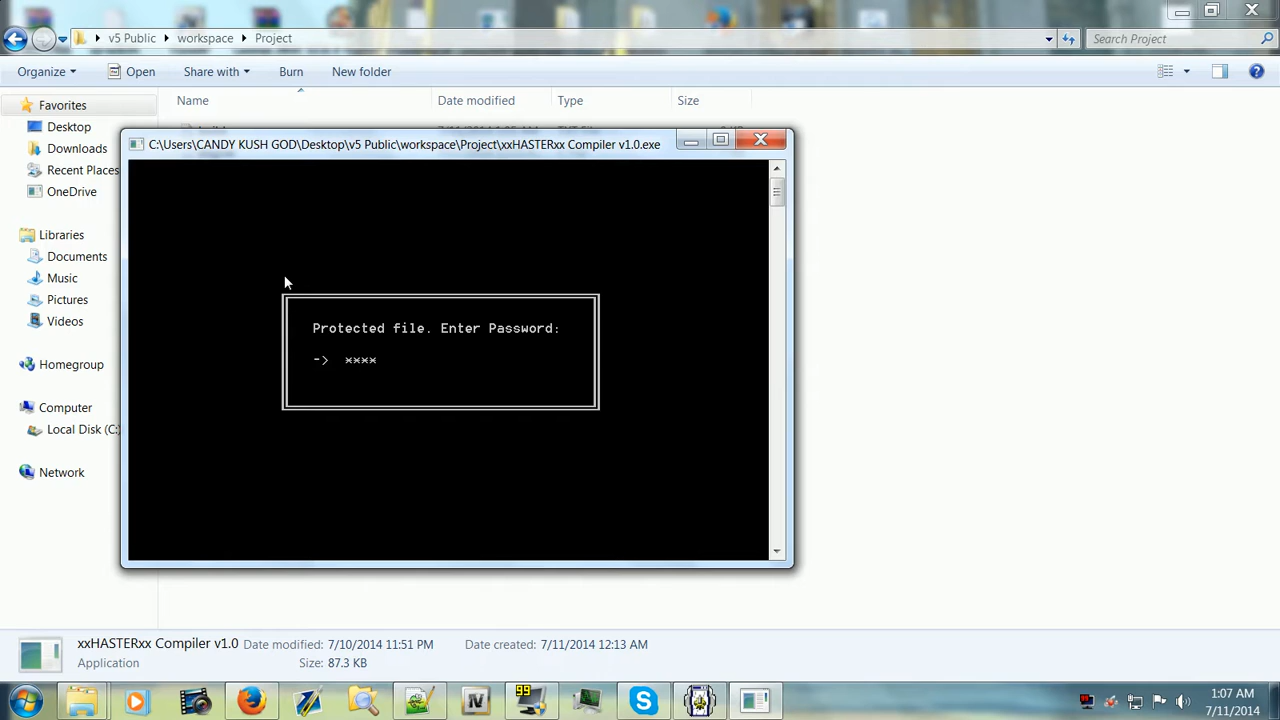 v5 Public
workspace
Project
Search Project
Organize
Open
Share with
Burn
New folder
Favorites
Desktop
Downloads
Recent Places
OneDrive
Libraries
Documents
Music
Pictures
Videos
Homegroup
Computer
Local Disk (C:)
Network
Name
Date modified
Type
Size
C:\Users\CANDY KUSH GOD\Desktop\v5 Public\workspace\Project\xxHASTERxx Compiler v1.0.exe
Protected file. Enter Password:
-> ****
xxHASTERxx Compiler v1.0
Date modified: 7/10/2014 11:51 PM
Date created: 7/11/2014 12:13 AM
Application
Size: 87.3 KB
99
N
1:07 AM
7/11/2014